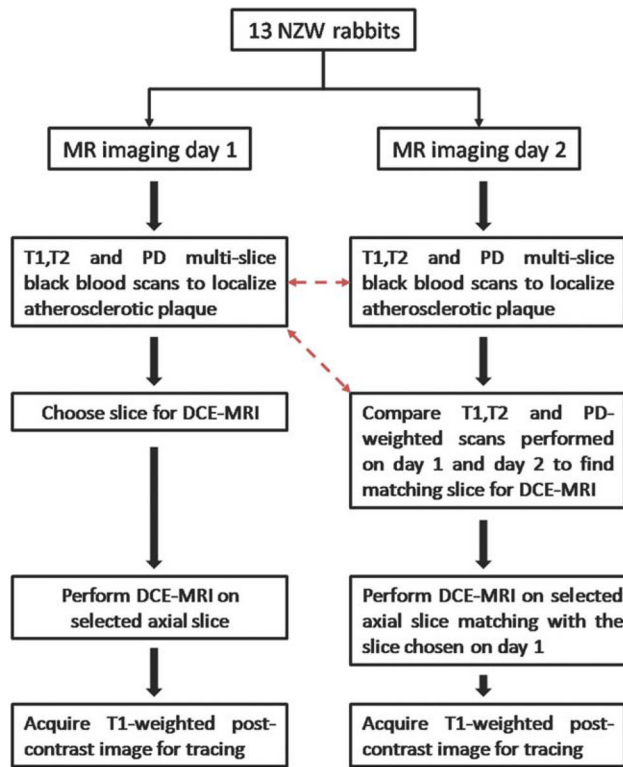 13 NZW rabbits
MR imaging day 1
MR imaging day 2
T1,T2 and PD multi-slice
black blood scans to localize
atherosclerotic plaque
T1,T2 and PD multi-slice
black blood scans to localize
atherosclerotic plaque
Choose slice for DCE-MRI
Compare T1,T2 and PD-
weighted scans performed
on day 1 and day 2 to find
matching slice for DCE-MRI
Perform DCE-MRI on
selected axial slice
Perform DCE-MRI on selected
axial slice matching with the
slice chosen on day 1
Acquire T1-weighted post-
contrast image for tracing
Acquire T1-weighted post-
contrast image for tracing